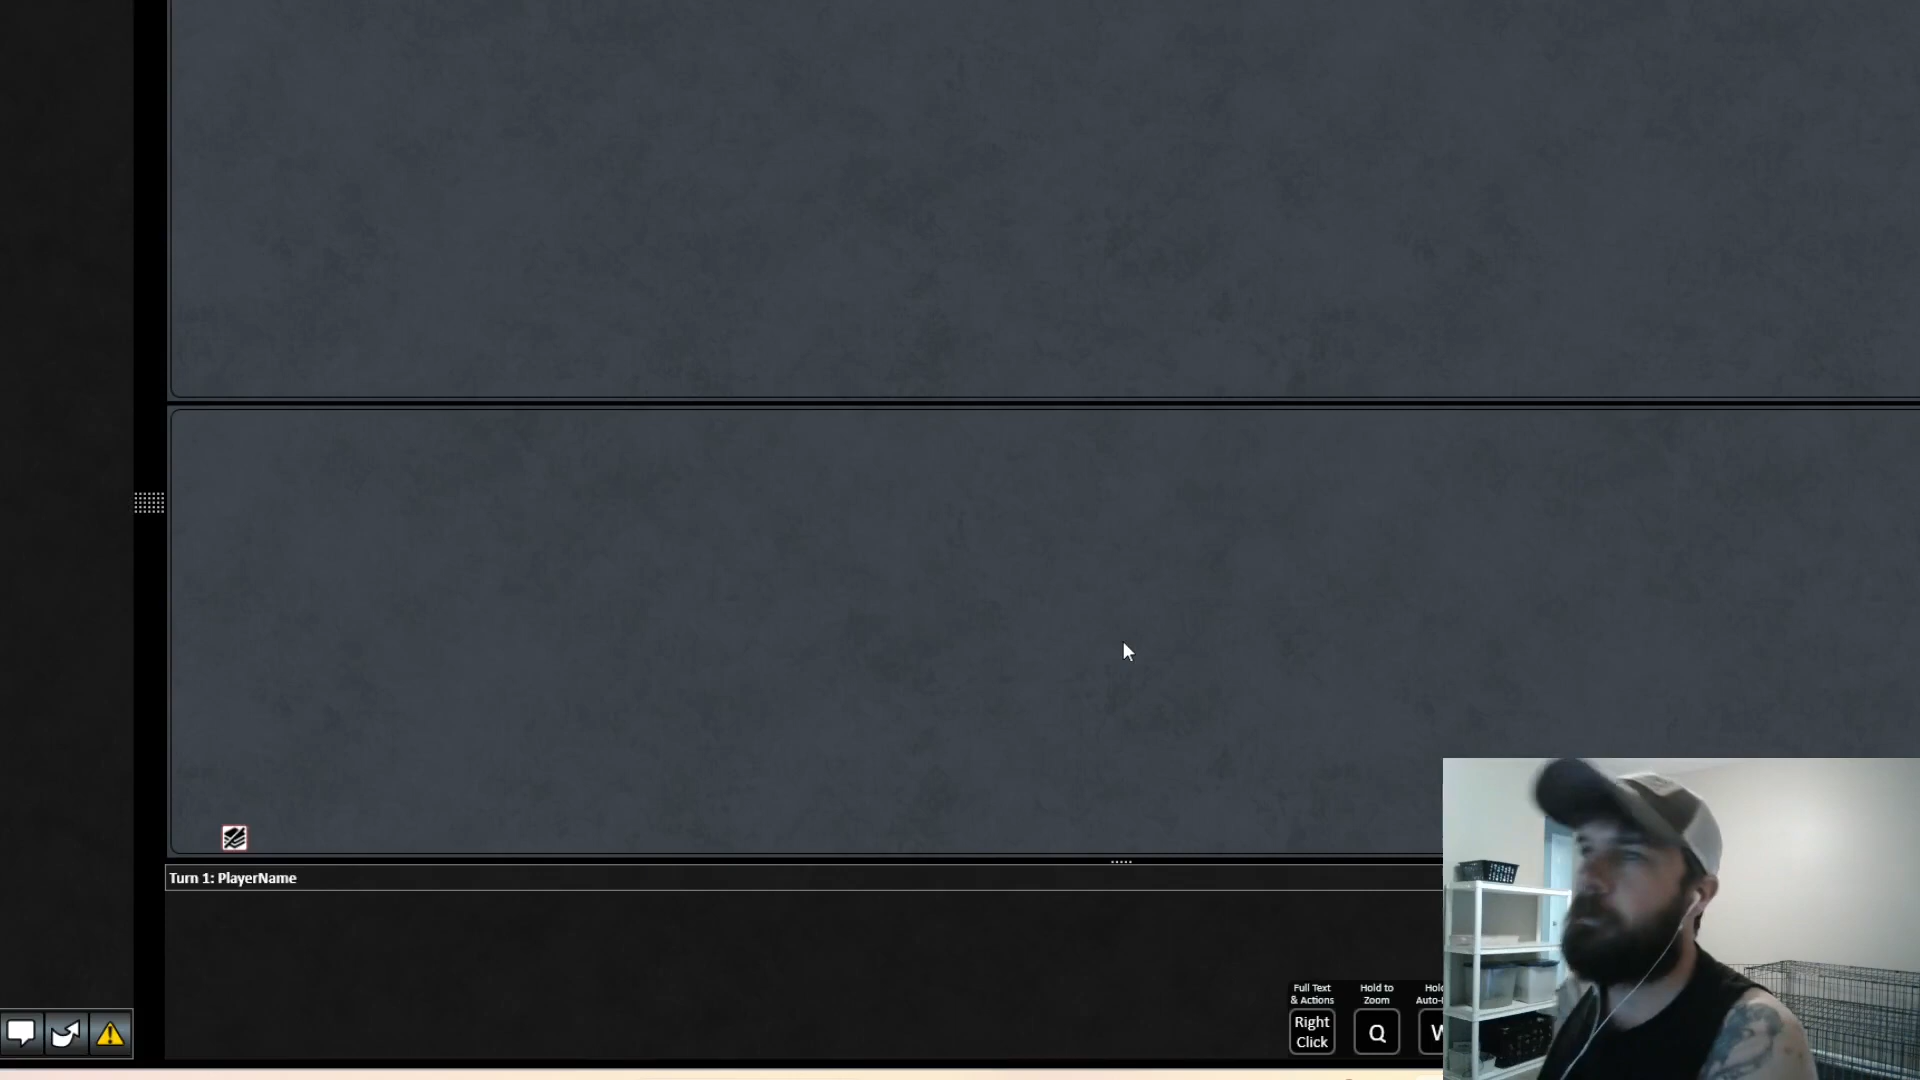 Turn 1: PlayerName
Full Text
& Actions
Right
Click
Hold to
Zoom
Q